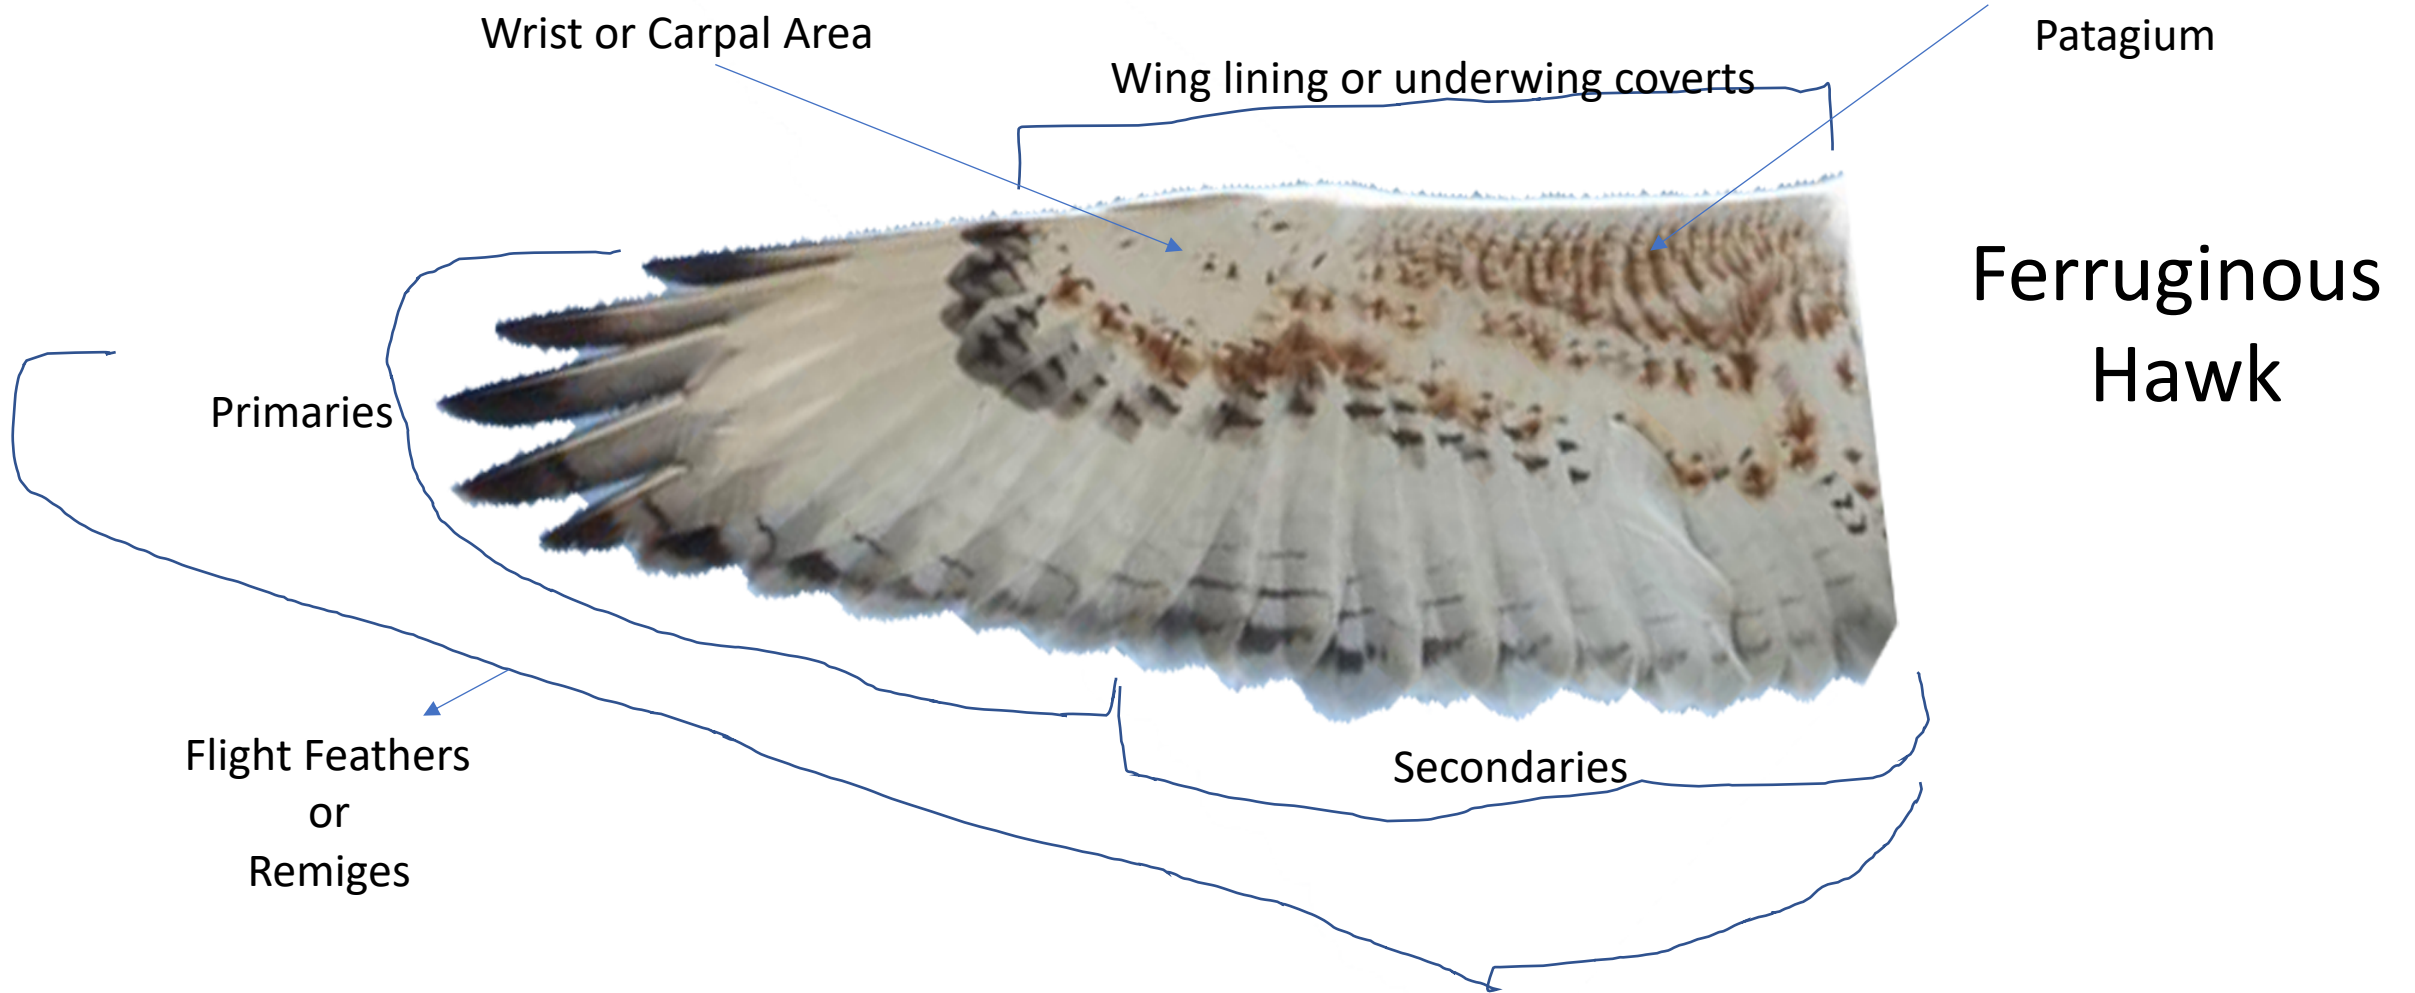 Wrist or Carpal Area
Patagium
Wing lining or underwing coverts
Ferruginous
Hawk
Primaries
Flight Feathers
or
Remiges
Secondaries